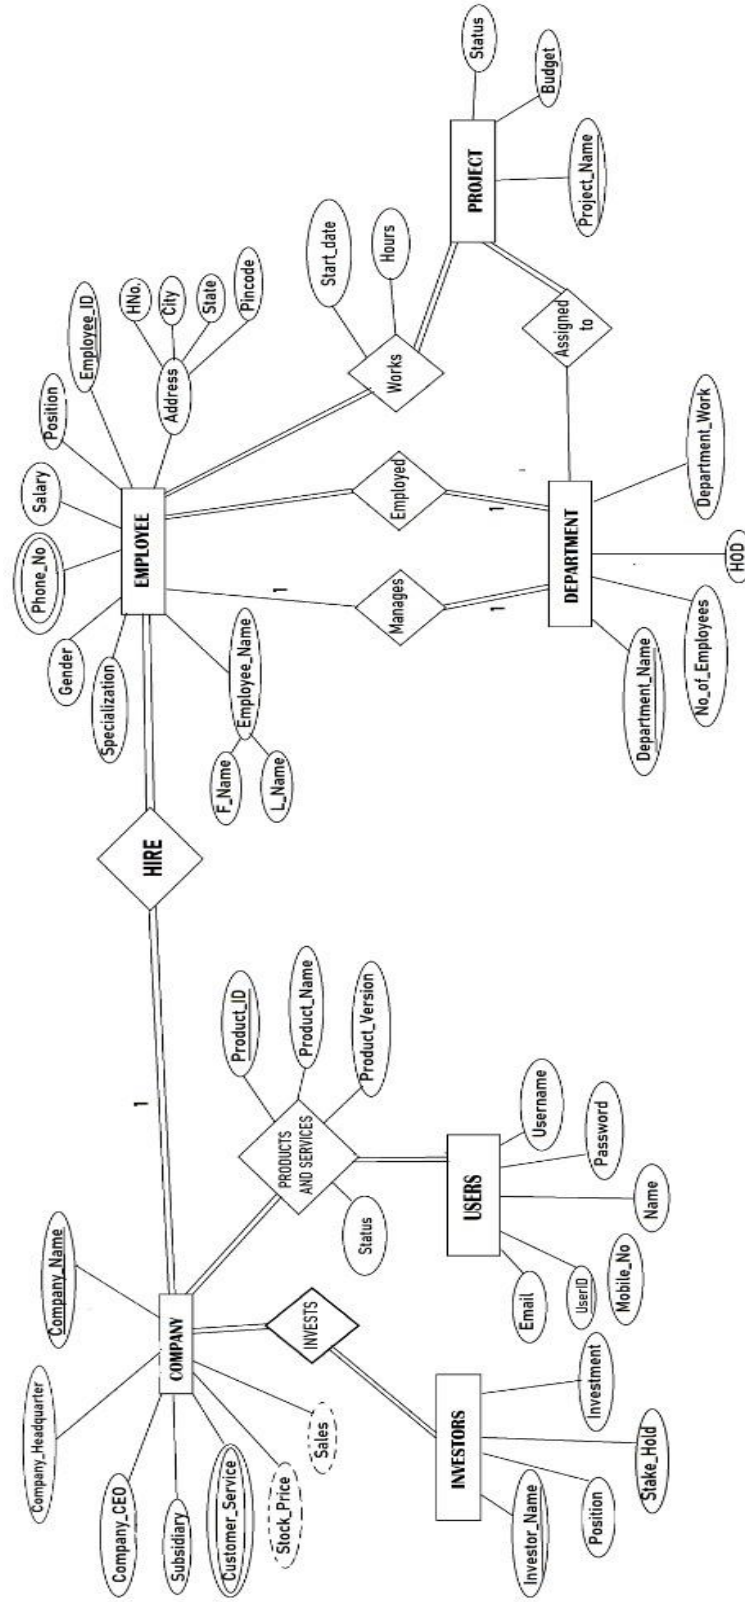 Company_Headquarter
Company_Name
Company_CEO
Subsidiary
Customer_Service
Stock_Price
Sales
COMPANY
1
HIRE
Gender
Phone_No
Salary
Position
Employee_ID
Specialization
EMPLOYEE
Address
HNo.
City
State
Pincode
F_Name
L_Name
Employee_Name
INVESTS
PRODUCTS
AND SERVICES
Product_ID
Product_Name
Product_Version
Status
INVESTORS
Investor_Name
Position
Stake_Hold
Investment
USERS
Email
UserID
Mobile_No
Name
Password
Username
1
Manages
1
Employed
1
Works
Start_date
Hours
DEPARTMENT
Department_Name
No_of_Employees
HOD
Department_Work
Assigned
to
PROJECT
Status
Budget
Project_Name